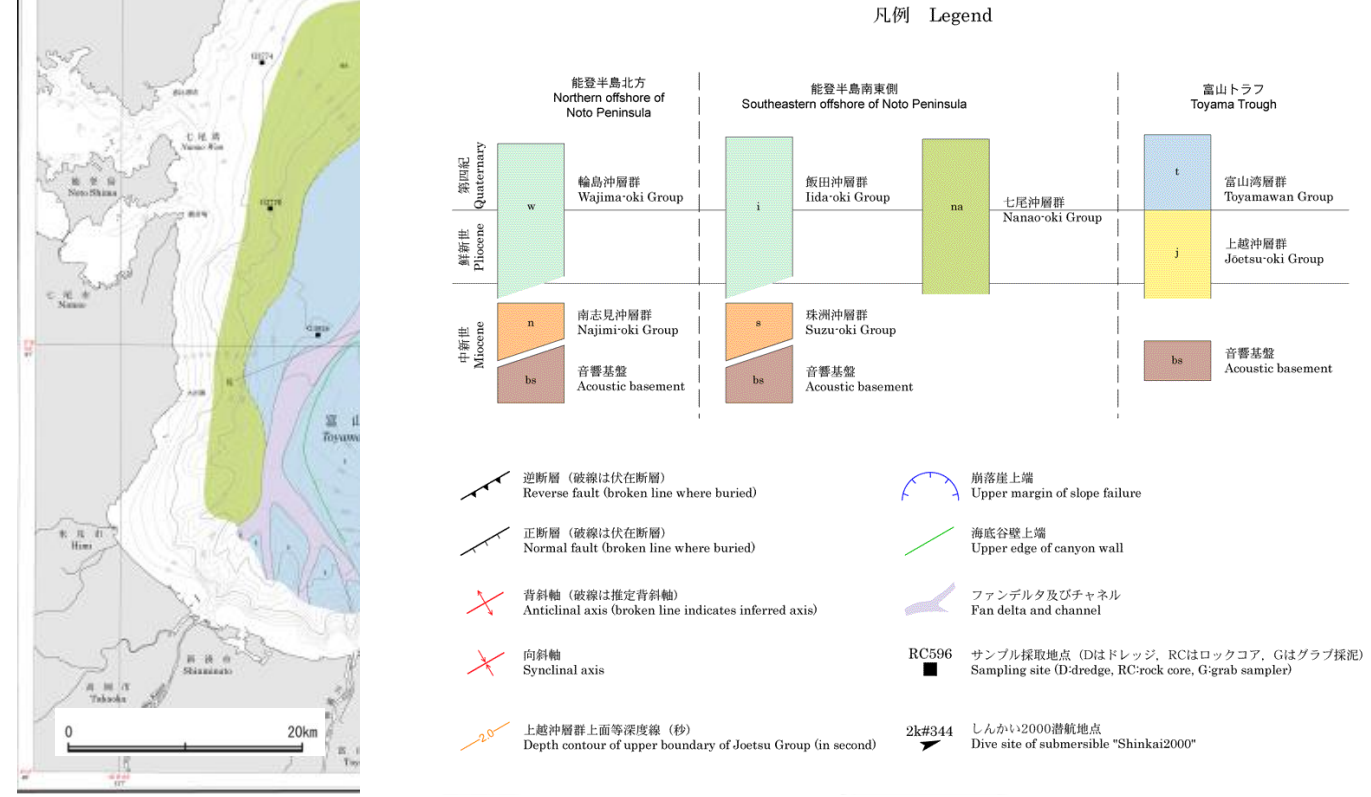 凡例　Legend
能登半島北方
Northern offshore of
Noto Peninsula
能登半島南東側
Southeastern offshore of Noto Peninsula
富山トラフ
Toyama Trough
第四紀
Quaternary
鮮新世
Pliocene
中新世
Miocene
w
輪島沖層群
Wajima-oki Group
n
南志見沖層群
Najimi-oki Group
bs
音響基盤
Acoustic basement
i
飯田沖層群
Iida-oki Group
s
珠洲沖層群
Suzu-oki Group
bs
音響基盤
Acoustic basement
na
七尾沖層群
Nanao-oki Group
t
富山湾層群
Toyamawan Group
j
上越沖層群
Jōetsu-oki Group
bs
音響基盤
Acoustic basement
逆断層（破線は伏在断層）
Reverse fault (broken line where buried)
正断層（破線は伏在断層）
Normal fault (broken line where buried)
背斜軸（破線は推定背斜軸）
Anticlinal axis (broken line indicates inferred axis)
向斜軸
Synclinal axis
2.0
上越沖層群上面等深度線（秒）
Depth contour of upper boundary of Joetsu Group (in second)
崩落崖上端
Upper margin of slope failure
海底谷壁上端
Upper edge of canyon wall
ファンデルタ及びチャネル
Fan delta and channel
RC596
サンプル採取地点（Dはドレッジ，RCはロックコア，Gはグラブ採泥）
Sampling site (D:dredge, RC:rock core, G:grab sampler)
2k#344
しんかい2000潜航地点
Dive site of submersible "Shinkai2000"
七尾湾
Nanao Wan
能登島
Noto Shima
七尾市
Nanao
富山
Toyama
氷見市
Himi
新湊市
Shinminato
高岡市
Takaoka
0
20km